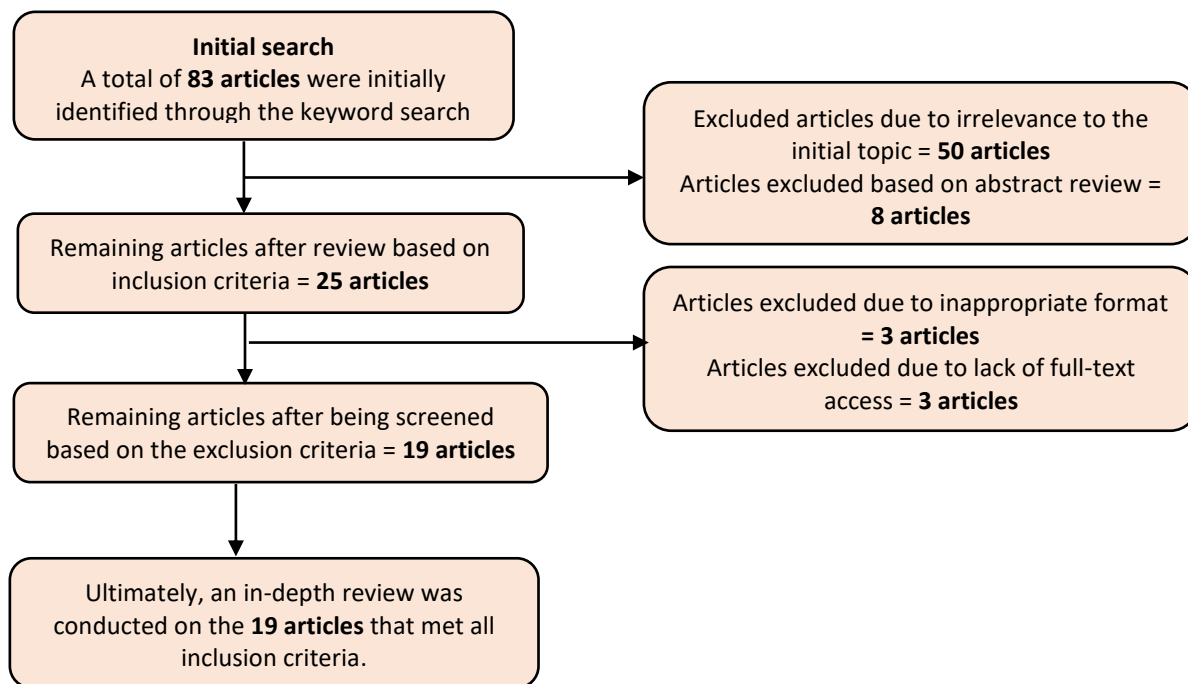 Initial search
A total of 83 articles were initially
identified through the keyword search
Excluded articles due to irrelevance to the
initial topic = 50 articles
Articles excluded based on abstract review =
8 articles
Remaining articles after review based on
inclusion criteria = 25 articles
Articles excluded due to inappropriate format
= 3 articles
Articles excluded due to lack of full-text
access = 3 articles
Remaining articles after being screened
based on the exclusion criteria = 19 articles
Ultimately, an in-depth review was
conducted on the 19 articles that met all
inclusion criteria.